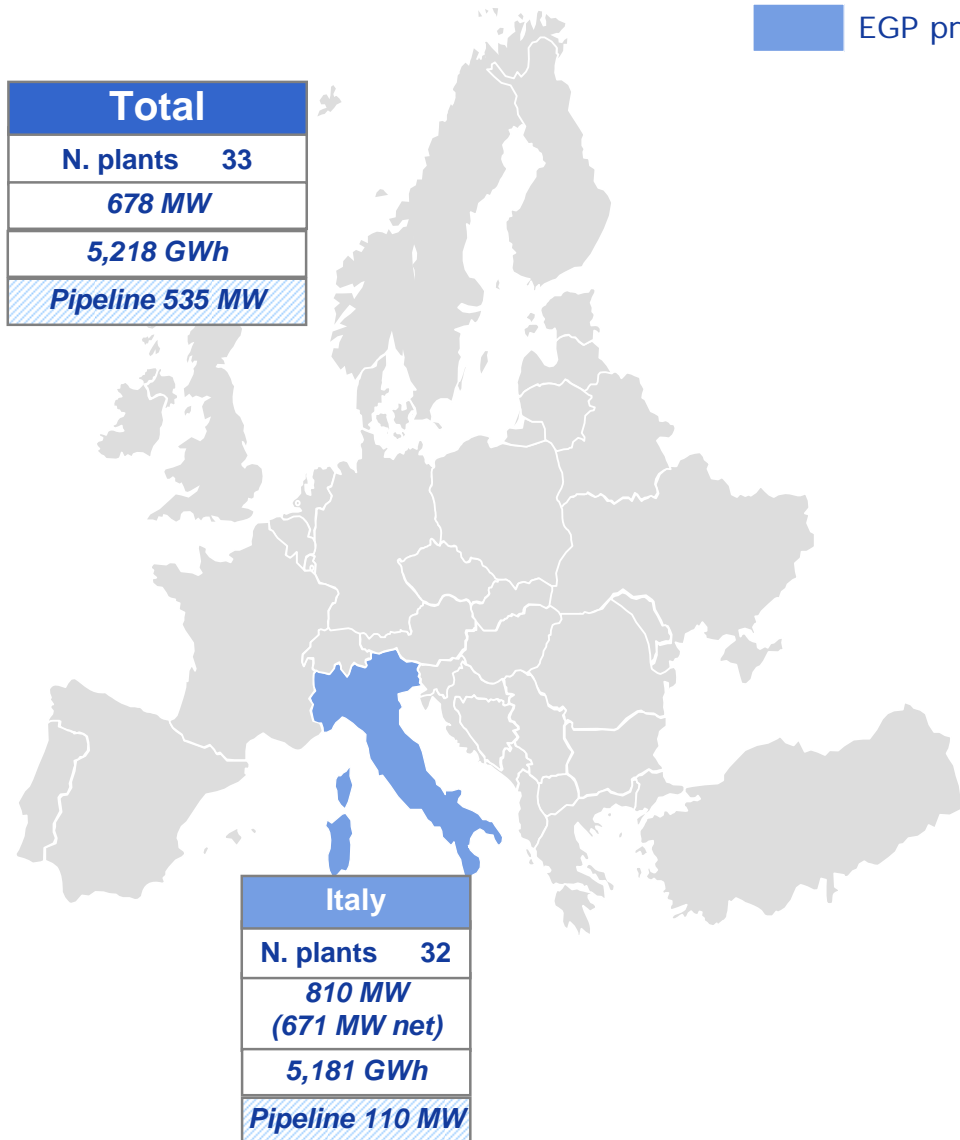 EGP
Total
N. plants 33
678 MW
5,218 GWh
Pipeline 535 MW
Italy
N. plants 32
810 MW
(671 MW net)
5,181 GWh
Pipeline 110 MW